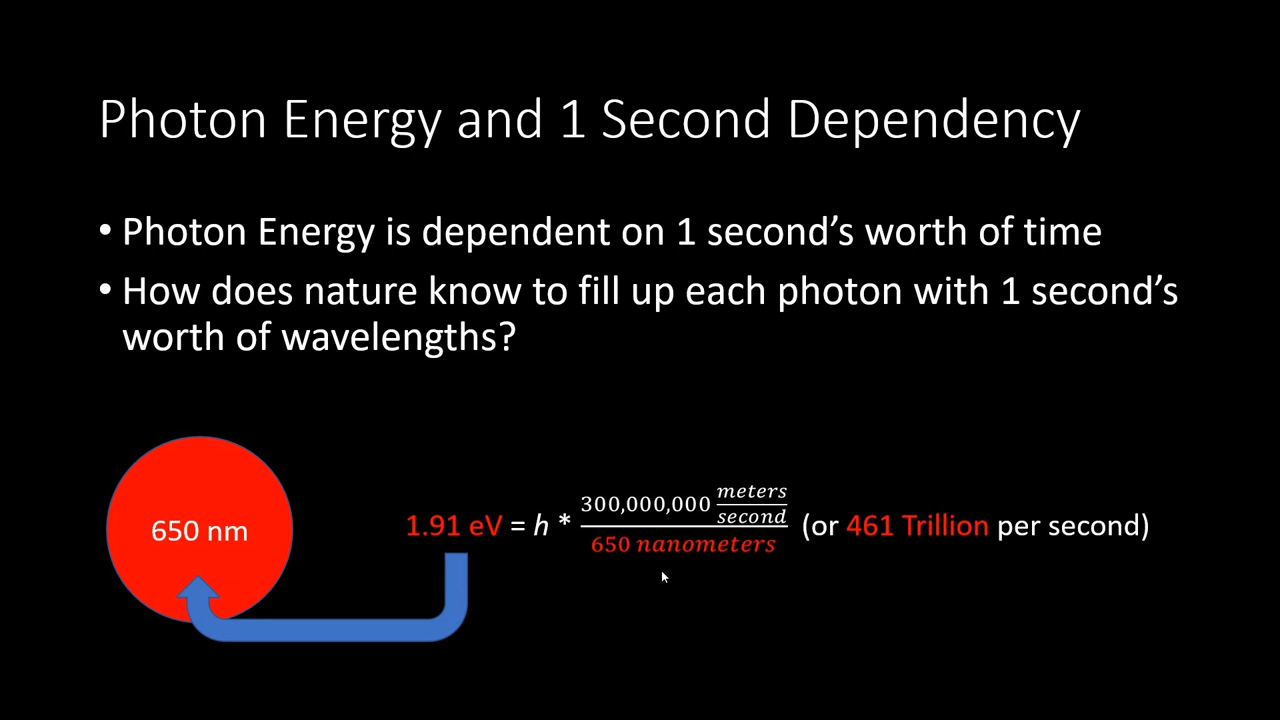 Photon Energy and 1 Second Dependency
• Photon Energy is dependent on 1 second’s worth of time
• How does nature know to fill up each photon with 1 second’s
worth of wavelengths?
650 nm
1.91 eV = h * 300,000,000 meters/second / 650 nanometers (or 461 Trillion per second)